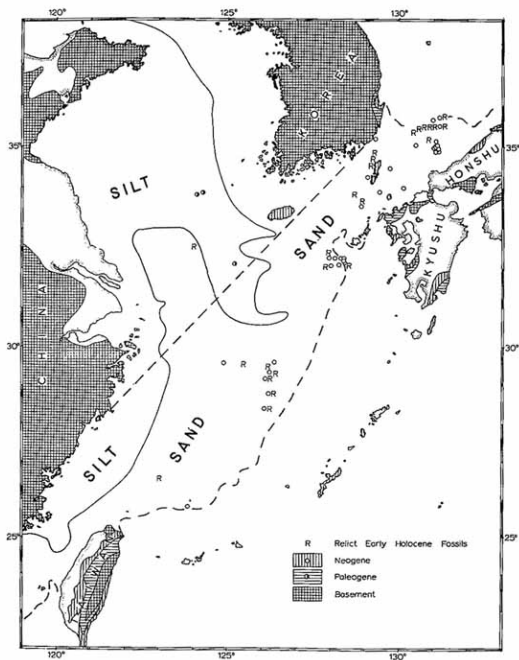 120° 125° 130°
KOREA
35° 35°
R R R R R R
R
R
R
HONSHU
SILT
R
R
SAND
?
R
KYUSHU
R R R
CHINA
30° 30°
R
R
R
R
R
R
SILT
SAND
R
25° 25°
R Relict Early Holocene Fossils
Neogene
Paleogene
Basement
120° 125° 130°